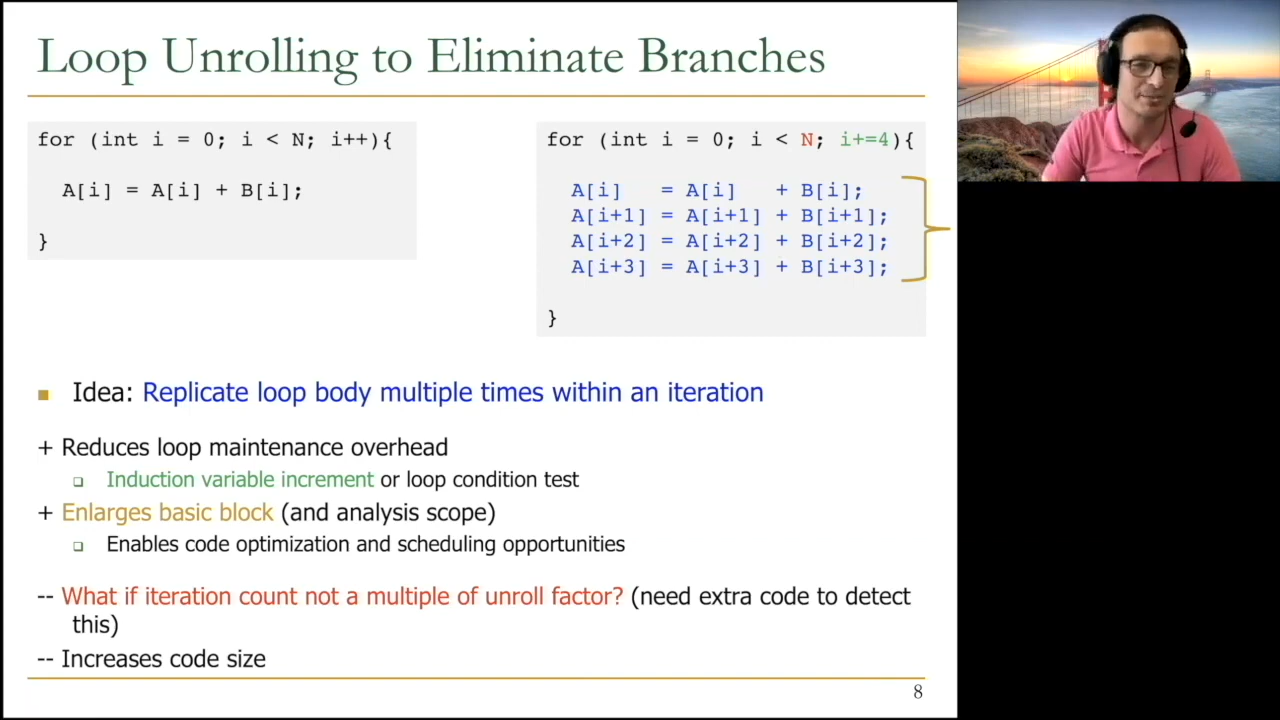 Loop Unrolling to Eliminate Branches
for (int i = 0; i < N; i++){
A[i] = A[i] + B[i];
}
for (int i = 0; i < N; i+=4){
A[i] = A[i] + B[i];
A[i+1] = A[i+1] + B[i+1];
A[i+2] = A[i+2] + B[i+2];
A[i+3] = A[i+3] + B[i+3];
}
Idea: Replicate loop body multiple times within an iteration
+ Reduces loop maintenance overhead
Induction variable increment or loop condition test
+ Enlarges basic block (and analysis scope)
Enables code optimization and scheduling opportunities
-- What if iteration count not a multiple of unroll factor? (need extra code to detect
this)
-- Increases code size
8